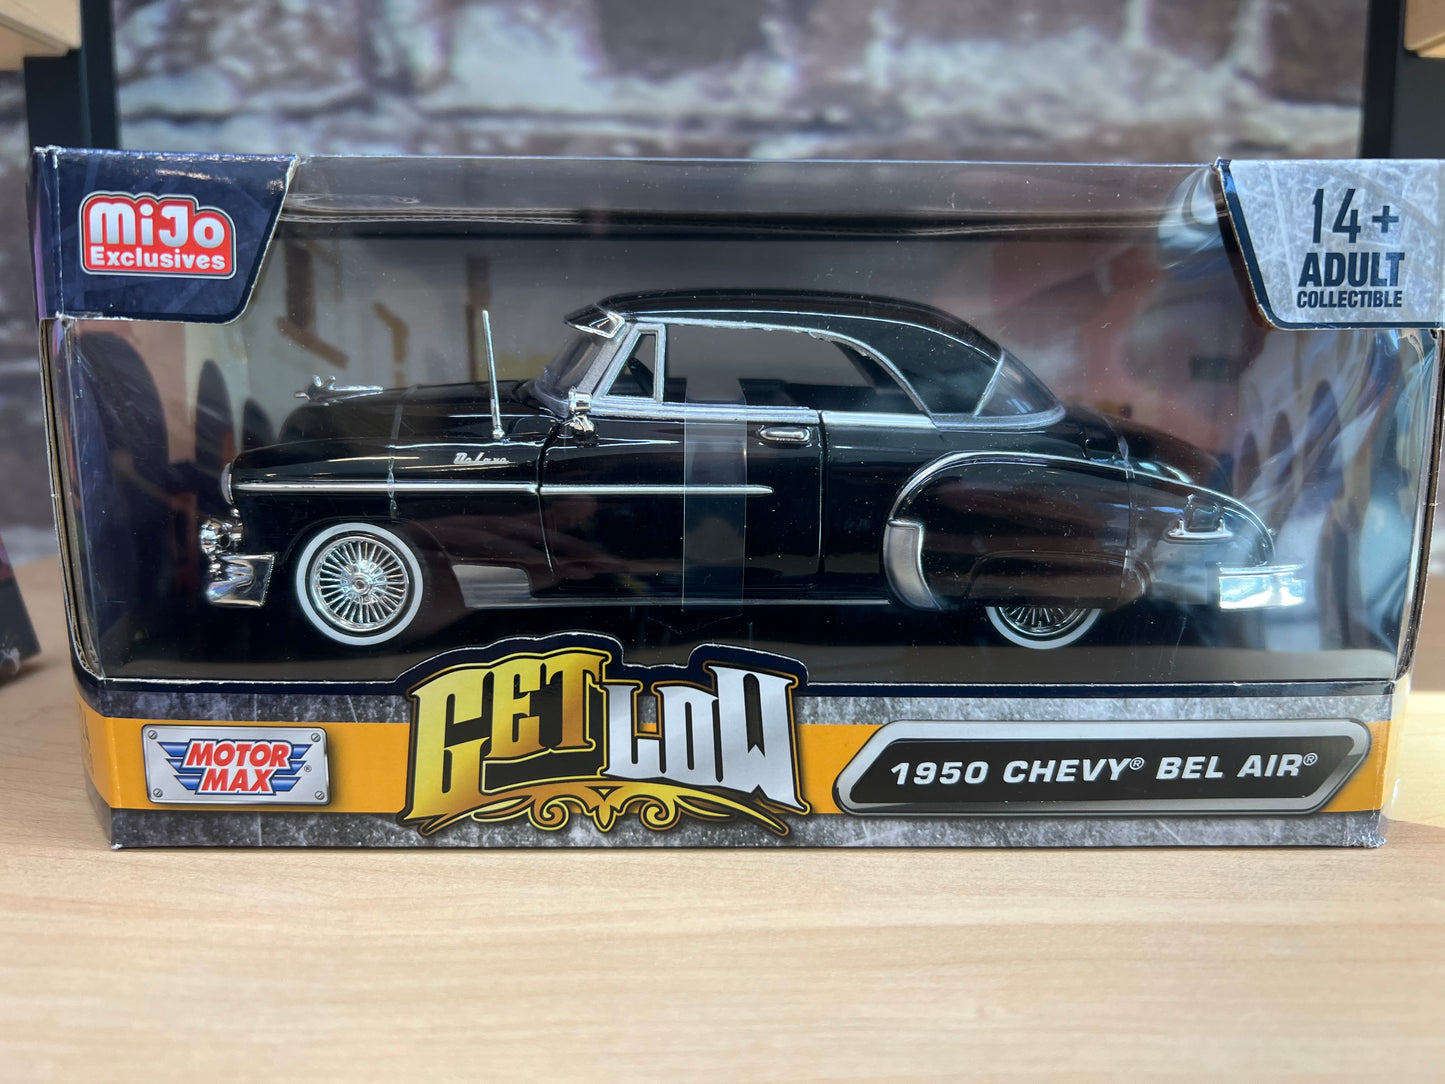 MiJo
Exclusives
14+
ADULT
COLLECTIBLE
DeLuxe
GET LOW
MOTOR
MAX®
1950 CHEVY® BEL AIR®